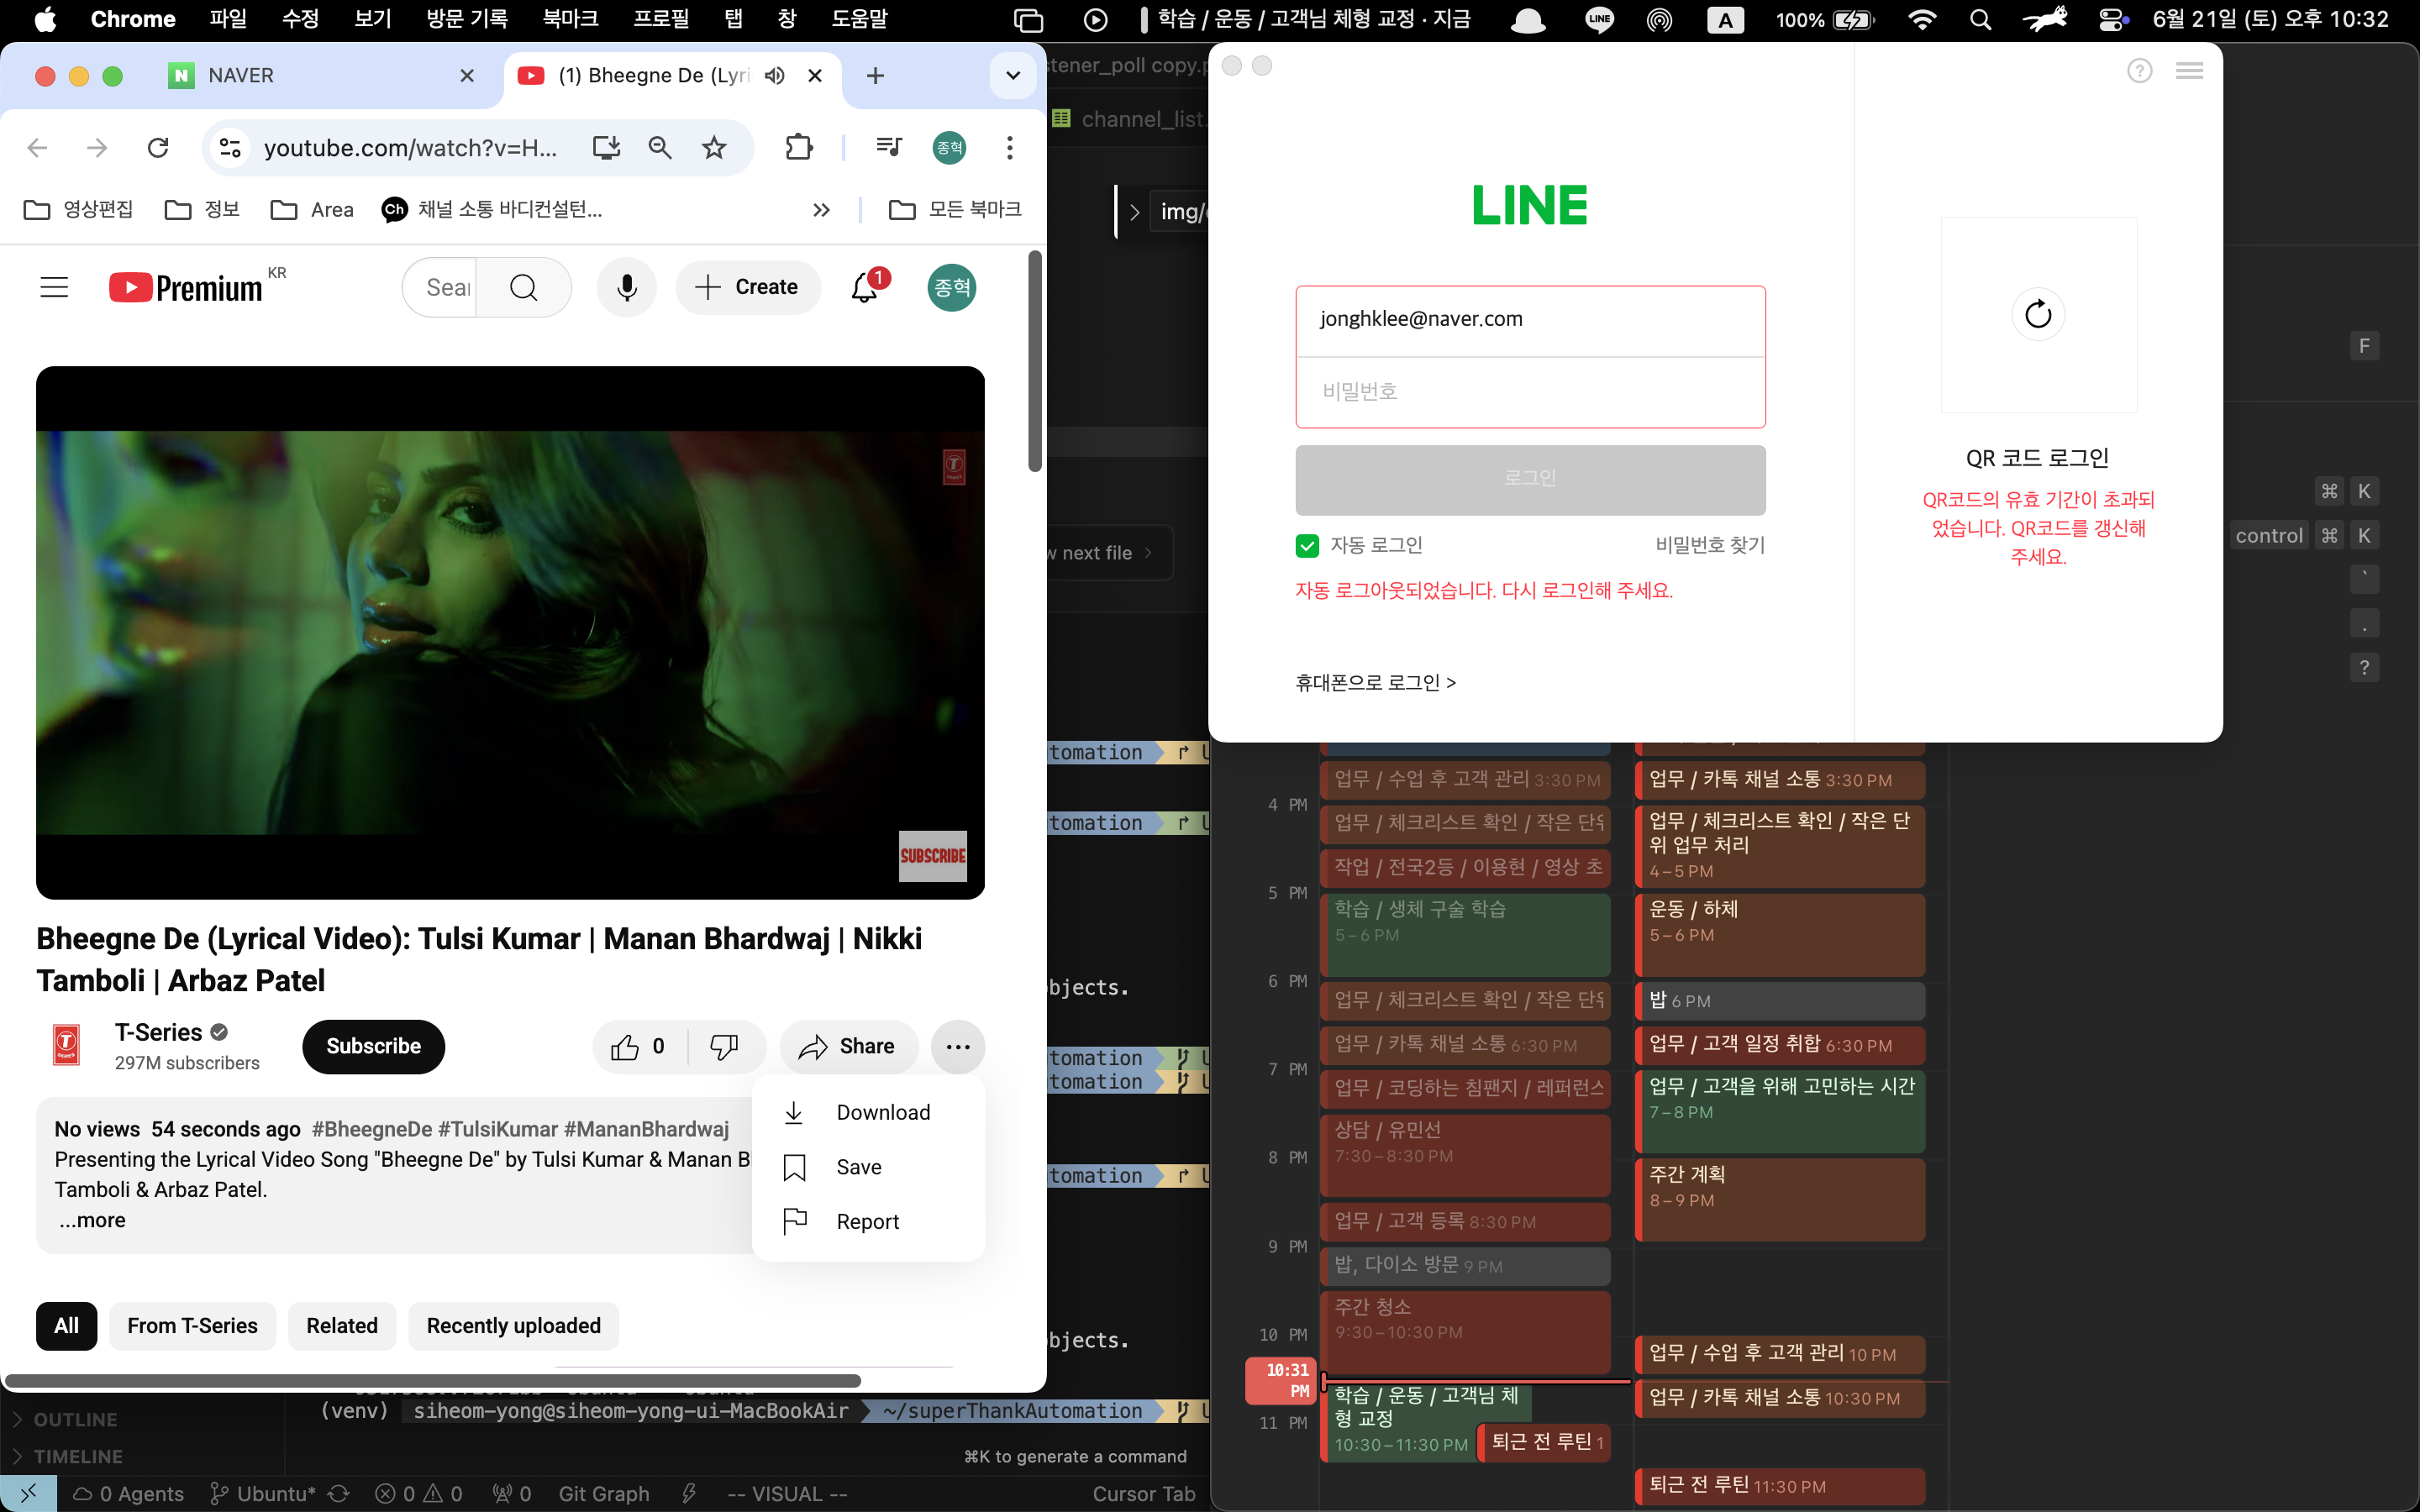 Chrome 파일 수정 보기 방문 기록 북마크 프로필 탭 창 도움말
학습 / 운동 / 고객님 체형 교정 · 지금
LINE
A
100%
6월 21일 (토) 오후 10:32
N
NAVER
(1) Bheegne De (Lyri
youtube.com/watch?v=H...
종혁
영상편집
정보
Area
Ch
채널 소통 바디컨설턴...
모든 북마크
Premium
KR
Create
1
종혁
T
SERIES
SUBSCRIBE
Bheegne De (Lyrical Video): Tulsi Kumar | Manan Bhardwaj | Nikki
Tamboli | Arbaz Patel
T
SERIES
T-Series
297M subscribers
Subscribe
0
Share
Download
Save
Report
No views 54 seconds ago #BheegneDe #TulsiKumar #MananBhardwaj
Presenting the Lyrical Video Song "Bheegne De" by Tulsi Kumar & Manan B
Tamboli & Arbaz Patel.
...more
All
From T-Series
Related
Recently uploaded
stener_poll copy.p
channel_list.
img/
w next file
tomation
tomation
bjects.
tomation
tomation
tomation
bjects.
(venv) siheom-yong@siheom-yong-ui-MacBookAir ~/superThankAutomation
⌘K to generate a command
OUTLINE
TIMELINE
0 Agents
Ubuntu*
0
0
0
Git Graph
-- VISUAL --
Cursor Tab
LINE
jonghklee@naver.com
비밀번호
로그인
자동 로그인
비밀번호 찾기
자동 로그아웃되었습니다. 다시 로그인해 주세요.
휴대폰으로 로그인 >
?
QR 코드 로그인
QR코드의 유효 기간이 초과되
었습니다. QR코드를 갱신해
주세요.
F
⌘ K
control ⌘ K
`
.
?
4 PM
5 PM
6 PM
7 PM
8 PM
9 PM
10 PM
10:31
PM
11 PM
업무 / 수업 후 고객 관리 3:30 PM
업무 / 체크리스트 확인 / 작은 단위
작업 / 전국2등 / 이용현 / 영상 초
학습 / 생체 구술 학습
5 – 6 PM
업무 / 체크리스트 확인 / 작은 단위
업무 / 카톡 채널 소통 6:30 PM
업무 / 코딩하는 침팬지 / 레퍼런스
상담 / 유민선
7:30 – 8:30 PM
업무 / 고객 등록 8:30 PM
밥, 다이소 방문 9 PM
주간 청소
9:30 – 10:30 PM
학습 / 운동 / 고객님 체
형 교정
10:30 – 11:30 PM
퇴근 전 루틴 1
업무 / 카톡 채널 소통 3:30 PM
업무 / 체크리스트 확인 / 작은 단
위 업무 처리
4 – 5 PM
운동 / 하체
5 – 6 PM
밥 6 PM
업무 / 고객 일정 취합 6:30 PM
업무 / 고객을 위해 고민하는 시간
7 – 8 PM
주간 계획
8 – 9 PM
업무 / 수업 후 고객 관리 10 PM
업무 / 카톡 채널 소통 10:30 PM
퇴근 전 루틴 11:30 PM